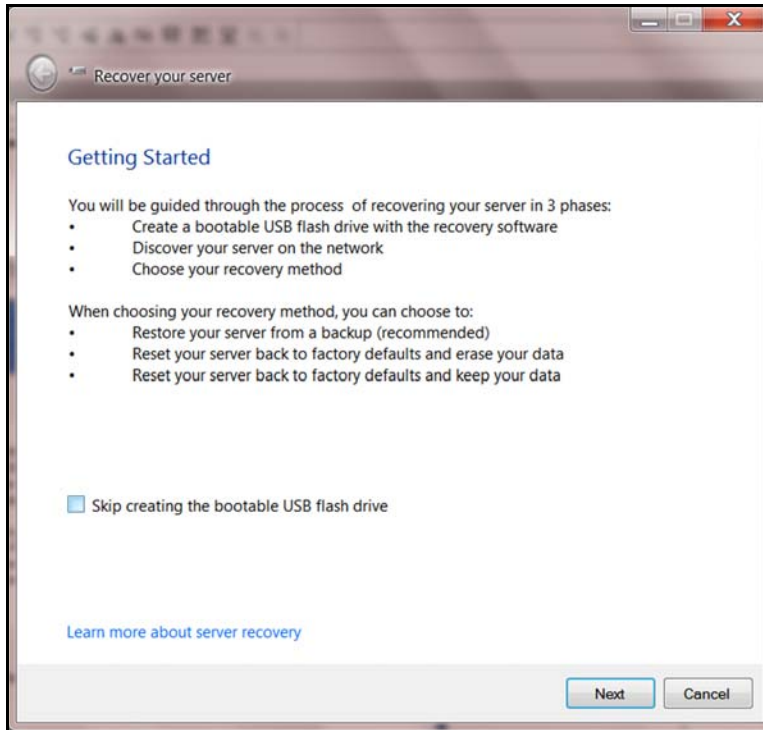 Recover your server
Getting Started
You will be guided through the process of recovering your server in 3 phases:
• Create a bootable USB flash drive with the recovery software
• Discover your server on the network
• Choose your recovery method
When choosing your recovery method, you can choose to:
• Restore your server from a backup (recommended)
• Reset your server back to factory defaults and erase your data
• Reset your server back to factory defaults and keep your data
Skip creating the bootable USB flash drive
Learn more about server recovery
Next Cancel